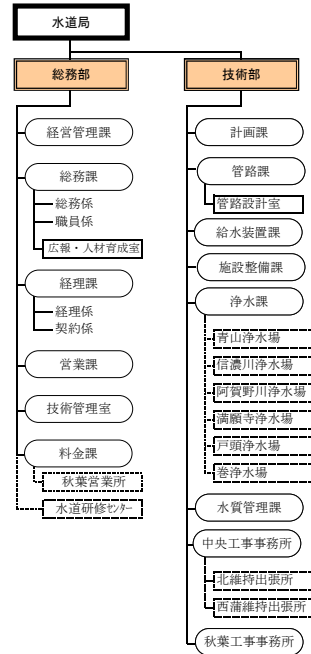 水道局
総務部
経営管理課
総務課
総務係
職員係
広報・人材育成室
経理課
経理係
契約係
営業課
技術管理室
料金課
秋葉営業所
水道研修センター
技術部
計画課
管路課
管路設計室
給水装置課
施設整備課
浄水課
青山浄水場
信濃川浄水場
阿賀野川浄水場
満願寺浄水場
戸頭浄水場
巻浄水場
水質管理課
中央工事事務所
北維持出張所
西蒲維持出張所
秋葉工事事務所